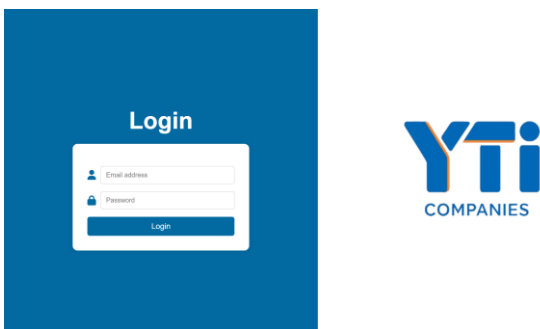 Login
Email address
Password
Login
YTi
COMPANIES